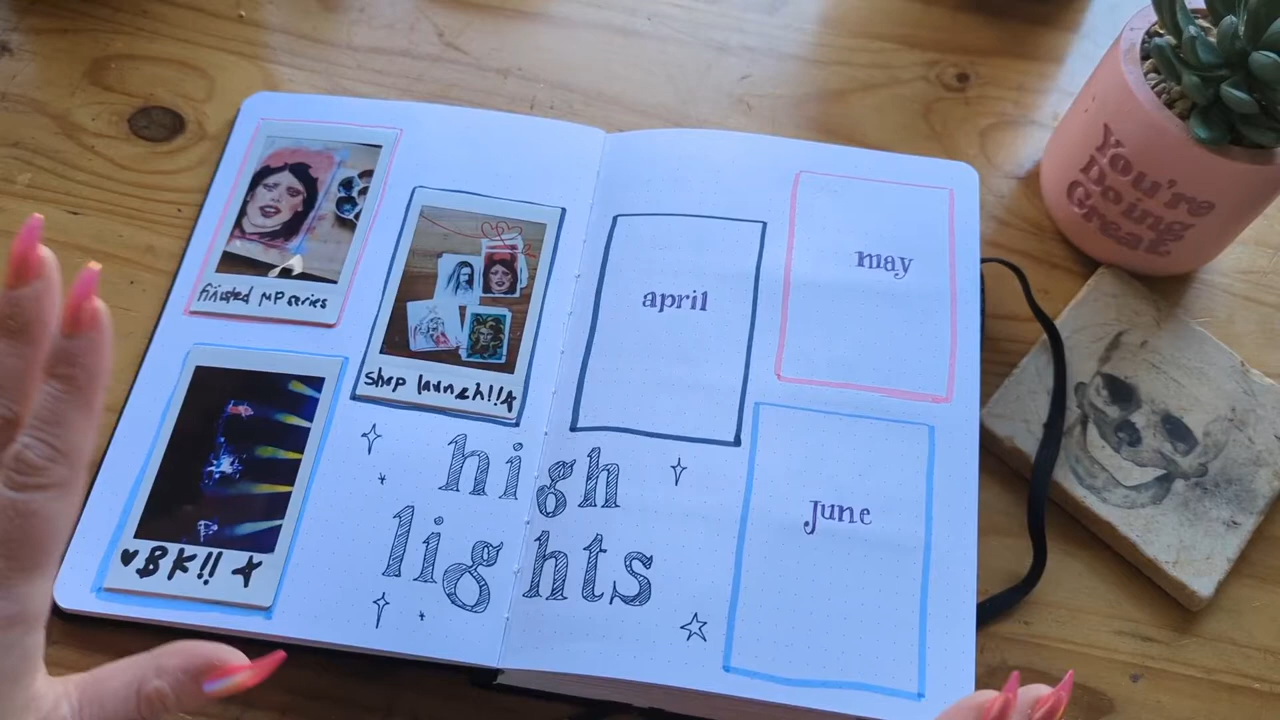 finished MP series
shop launch!!
BK!!
high
lights
april
may
June
You're
Doing
Great